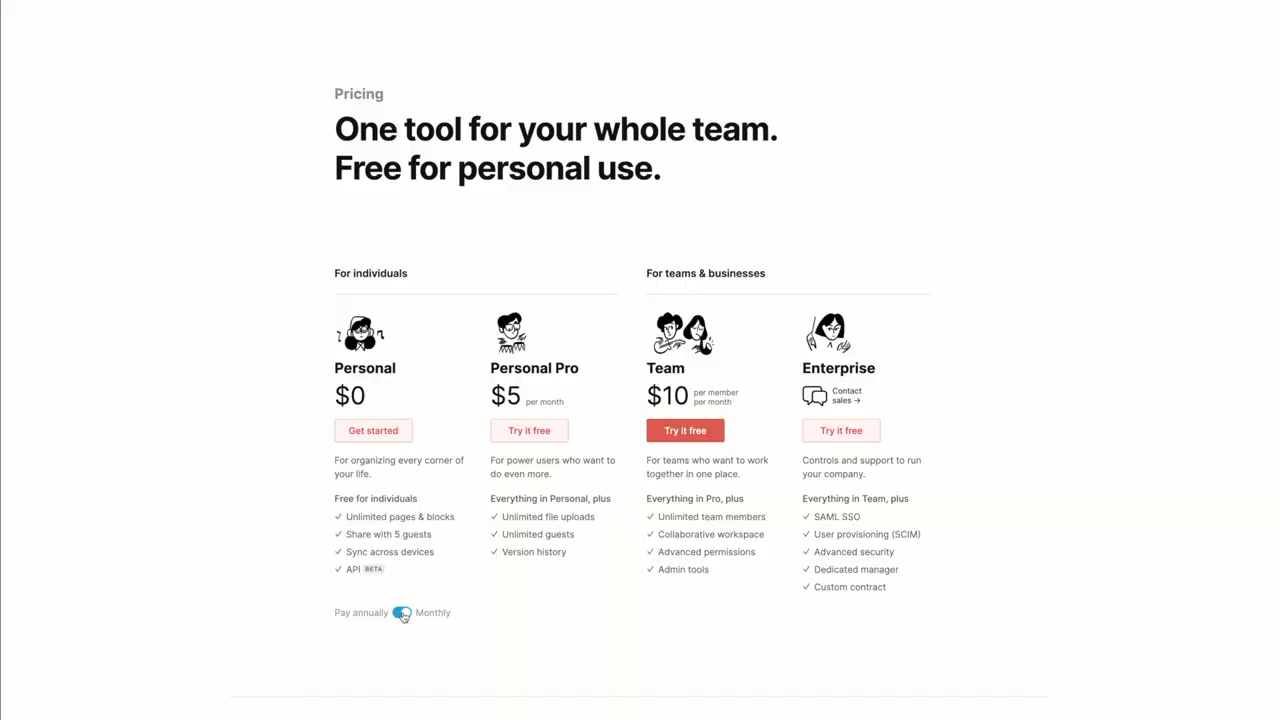 Pricing
One tool for your whole team.
Free for personal use.
For individuals
For teams & businesses
Personal
$0
Get started
For organizing every corner of
your life.
Free for individuals
✓ Unlimited pages & blocks
✓ Share with 5 guests
✓ Sync across devices
✓ API BETA
Personal Pro
$5 per month
Try it free
For power users who want to
do even more.
Everything in Personal, plus
✓ Unlimited file uploads
✓ Unlimited guests
✓ Version history
Team
$10 per member
per month
Try it free
For teams who want to work
together in one place.
Everything in Pro, plus
✓ Unlimited team members
✓ Collaborative workspace
✓ Advanced permissions
✓ Admin tools
Enterprise
Contact
sales →
Try it free
Controls and support to run
your company.
Everything in Team, plus
✓ SAML SSO
✓ User provisioning (SCIM)
✓ Advanced security
✓ Dedicated manager
✓ Custom contract
Pay annually Monthly